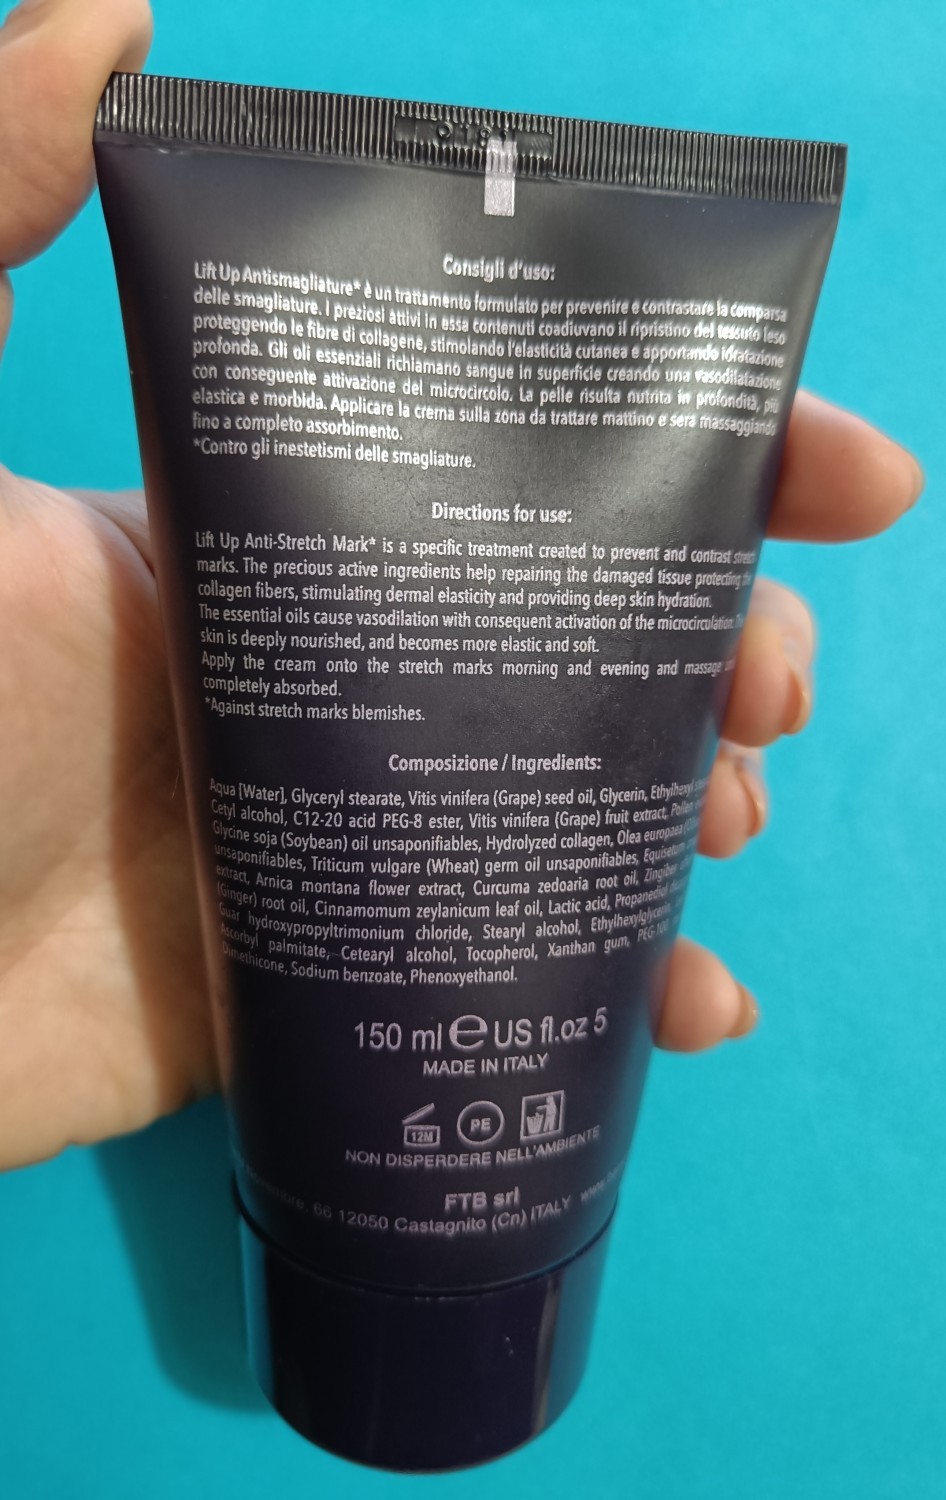 Consigli d'uso:
Lift Up Antismagliature* è un trattamento formulato per prevenire e contrastare la comparsa
delle smagliature. I preziosi attivi in essa contenuti coadiuvano il ripristino del tessuto leso
proteggendo le fibre di collagene, stimolando l'elasticità cutanea e apportando idratazione
profonda. Gli oli essenziali richiamano sangue in superficie creando una vasodilatazione
con conseguente attivazione del microcircolo. La pelle risulta nutrita in profondità, più
elastica e morbida. Applicare la crema sulla zona da trattare mattino e sera massaggiando
fino a completo assorbimento.
*Contro gli inestetismi delle smagliature.
Directions for use:
Lift Up Anti-Stretch Mark* is a specific treatment created to prevent and contrast stretch
marks. The precious active ingredients help repairing the damaged tissue protecting the
collagen fibers, stimulating dermal elasticity and providing deep skin hydration.
The essential oils cause vasodilation with consequent activation of the microcirculation. The
skin is deeply nourished, and becomes more elastic and soft.
Apply the cream onto the stretch marks morning and evening and massage
completely absorbed.
*Against stretch marks blemishes.
Composizione / Ingredients:
Aqua [Water], Glyceryl stearate, Vitis vinifera (Grape) seed oil, Glycerin, Ethylhexyl
Cetyl alcohol, C12-20 acid PEG-8 ester, Vitis vinifera (Grape) fruit extract, Pollen
Glycine soja (Soybean) oil unsaponifiables, Hydrolyzed collagen, Olea europaea
unsaponifiables, Triticum vulgare (Wheat) germ oil unsaponifiables, Equisetum
extract, Arnica montana flower extract, Curcuma zedoaria root oil, Zingiber
(Ginger) root oil, Cinnamomum zeylanicum leaf oil, Lactic acid, Propanediol
Guar hydroxypropyltrimonium chloride, Stearyl alcohol, Ethylhexylglycerin,
Ascorbyl palmitate, Cetearyl alcohol, Tocopherol, Xanthan gum, PEG-100
Dimethicone, Sodium benzoate, Phenoxyethanol.
150 ml e US fl.oz 5
MADE IN ITALY
12M PE
NON DISPERDERE NELL'AMBIENTE
FTB srl
66 12050 Castagnito (Cn) ITALY